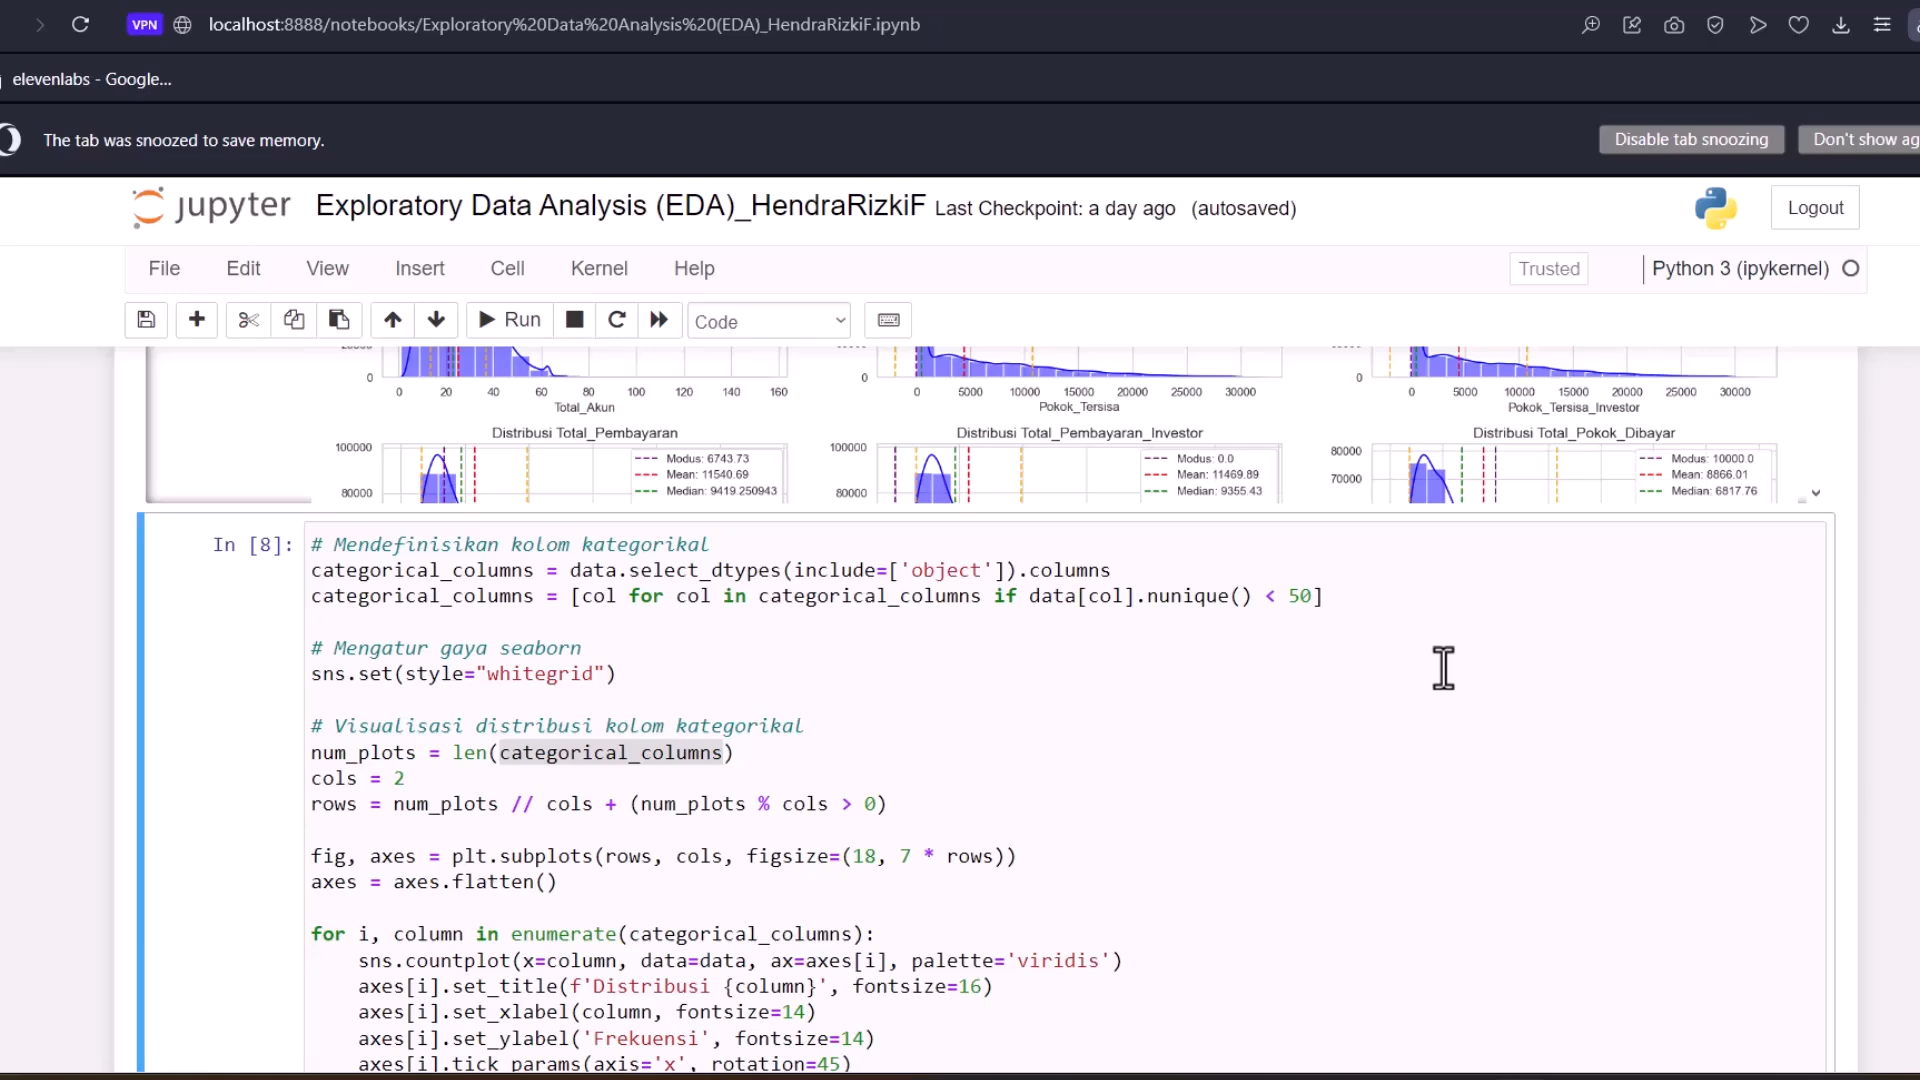 VPN localhost:8888/notebooks/Exploratory%20Data%20Analysis%20(EDA)_HendraRizkiF.ipynb
elevenlabs - Google...
The tab was snoozed to save memory. Disable tab snoozing Don't show ag
jupyter Exploratory Data Analysis (EDA)_HendraRizkiF Last Checkpoint: a day ago (autosaved) Logout
File Edit View Insert Cell Kernel Help Trusted Python 3 (ipykernel)
Run Code
0 0 0
0 20 40 60 80 100 120 140 160 0 5000 10000 15000 20000 25000 30000 0 5000 10000 15000 20000 25000 30000
Total_Akun Pokok_Tersisa Pokok_Tersisa_Investor
Distribusi Total_Pembayaran Distribusi Total_Pembayaran_Investor Distribusi Total_Pokok_Dibayar
100000 Modus: 6743.73 100000 Modus: 0.0 80000 Modus: 10000.0
Mean: 11540.69 Mean: 11469.89 Mean: 8866.01
80000 Median: 9419.250943 80000 Median: 9355.43 70000 Median: 6817.76
In [8]: # Mendefinisikan kolom kategorikal
categorical_columns = data.select_dtypes(include=['object']).columns
categorical_columns = [col for col in categorical_columns if data[col].nunique() < 50]
# Mengatur gaya seaborn
sns.set(style="whitegrid")
# Visualisasi distribusi kolom kategorikal
num_plots = len(categorical_columns)
cols = 2
rows = num_plots // cols + (num_plots % cols > 0)
fig, axes = plt.subplots(rows, cols, figsize=(18, 7 * rows))
axes = axes.flatten()
for i, column in enumerate(categorical_columns):
sns.countplot(x=column, data=data, ax=axes[i], palette='viridis')
axes[i].set_title(f'Distribusi {column}', fontsize=16)
axes[i].set_xlabel(column, fontsize=14)
axes[i].set_ylabel('Frekuensi', fontsize=14)
axes[i].tick_params(axis='x', rotation=45)